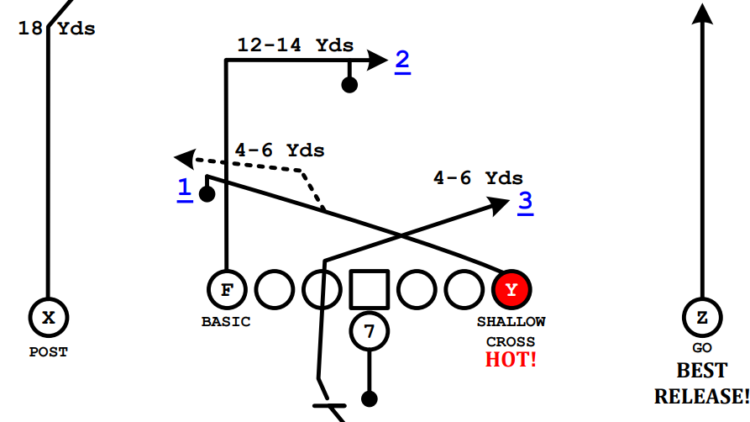 18 Yds
12-14 Yds
2
4-6 Yds
4-6 Yds
1
3
F
Y
X
7
Z
BASIC
SHALLOW
CROSS
HOT!
POST
GO
BEST
RELEASE!